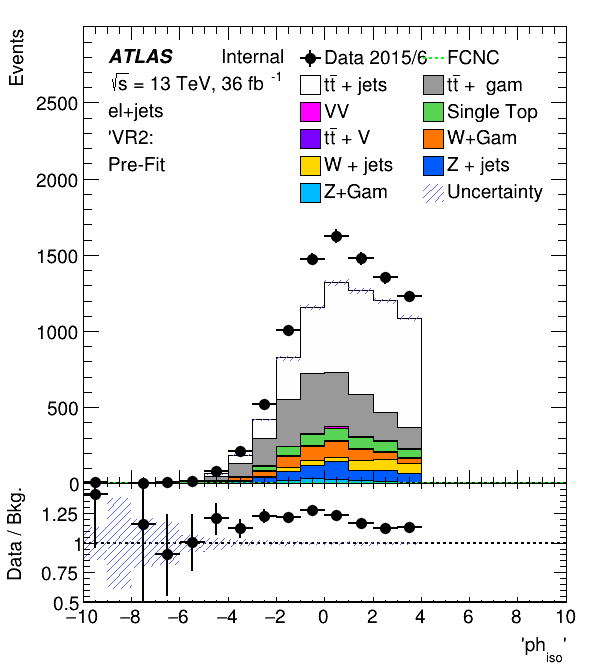 Events
ATLAS Internal
√s = 13 TeV, 36 fb -1
el+jets
'VR2:
Pre-Fit
Data 2015/6 FCNC
tt̄ + jets tt̄ + gam
VV Single Top
tt̄ + V W+Gam
W + jets Z + jets
Z+Gam Uncertainty
2500
2000
1500
1000
500
0
Data / Bkg.
1.25
1
0.75
0.5
−10 −8 −6 −4 −2 0 2 4 6 8 10
'ph_iso'